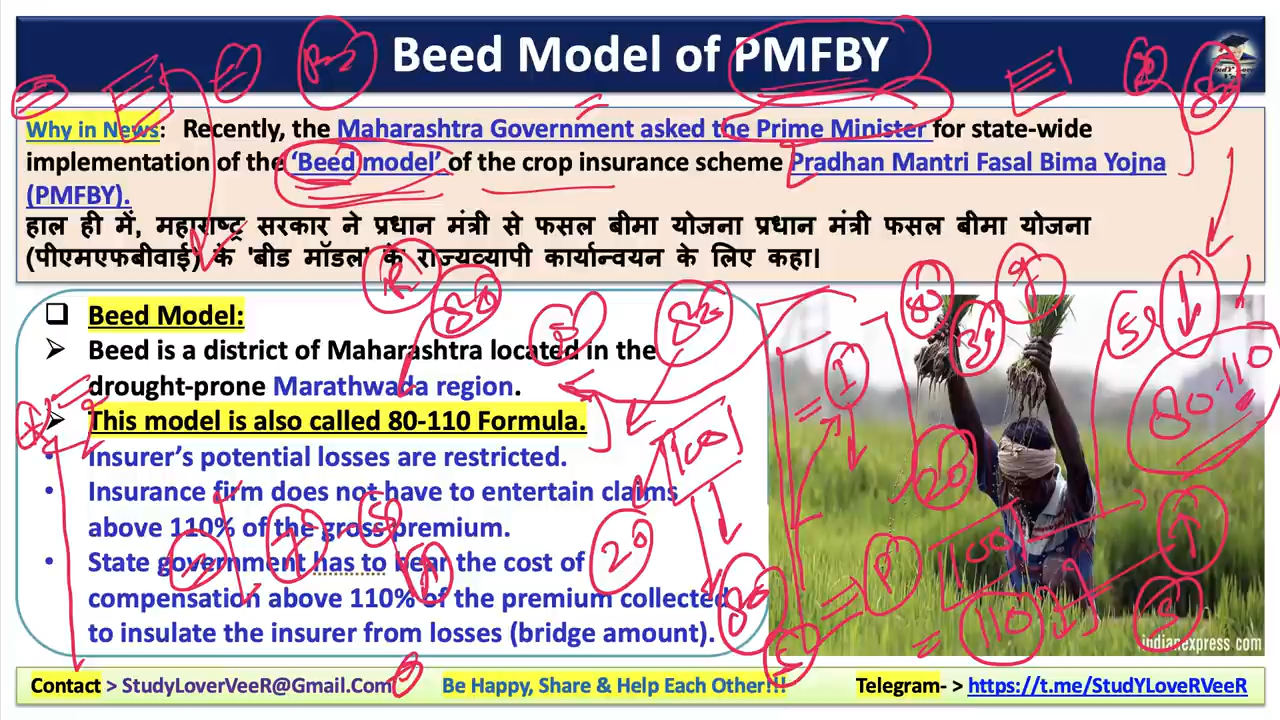 Beed Model of PMFBY
Why in News: Recently, the Maharashtra Government asked the Prime Minister for state-wide
implementation of the 'Beed model' of the crop insurance scheme Pradhan Mantri Fasal Bima Yojna
(PMFBY).
हाल ही में, महाराष्ट्र सरकार ने प्रधान मंत्री से फसल बीमा योजना प्रधान मंत्री फसल बीमा योजना
(पीएमएफबीवाई) के 'बीड मॉडल' के राज्यव्यापी कार्यान्वयन के लिए कहा।
Beed Model:
Beed is a district of Maharashtra located in the
drought-prone Marathwada region.
This model is also called 80-110 Formula.
Insurer's potential losses are restricted.
Insurance firm does not have to entertain claims
above 110% of the gross premium.
State government has to bear the cost of
compensation above 110% of the premium collected
to insulate the insurer from losses (bridge amount).
80-110
100
20
80
30
20
100
110
50
indianexpress.com
Contact > StudyLoverVeeR@Gmail.Com
Be Happy, Share & Help Each Other!!!
Telegram- > https://t.me/StudYLoveRVeeR